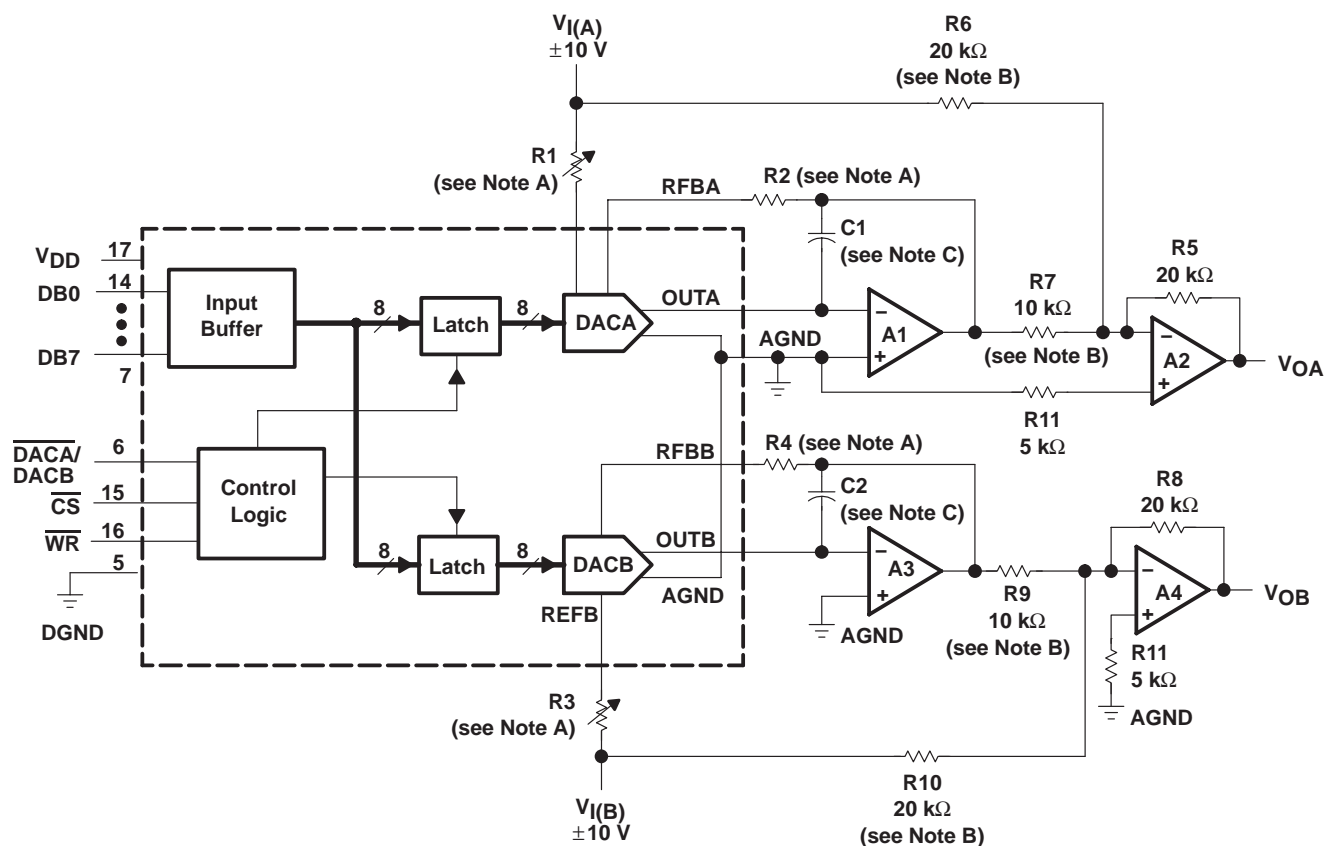 VI(A)
±10 V
R6
20 kΩ
(see Note B)
R1
(see Note A)
RFBA
R2 (see Note A)
C1
(see Note C)
R5
20 kΩ
VDD
17
14
DB0
DB7
7
Input
Buffer
8
Latch
8
DACA
OUTA
AGND
−
A1
+
R7
10 kΩ
(see Note B)
−
A2
+
VOA
R11
5 kΩ
DACA/
DACB
6
CS
15
WR
16
5
DGND
Control
Logic
RFBB
R4 (see Note A)
C2
(see Note C)
R8
20 kΩ
8
Latch
8
DACB
OUTB
AGND
REFB
−
A3
+
AGND
R9
10 kΩ
(see Note B)
−
A4
+
VOB
R11
5 kΩ
AGND
R3
(see Note A)
R10
20 kΩ
(see Note B)
VI(B)
±10 V